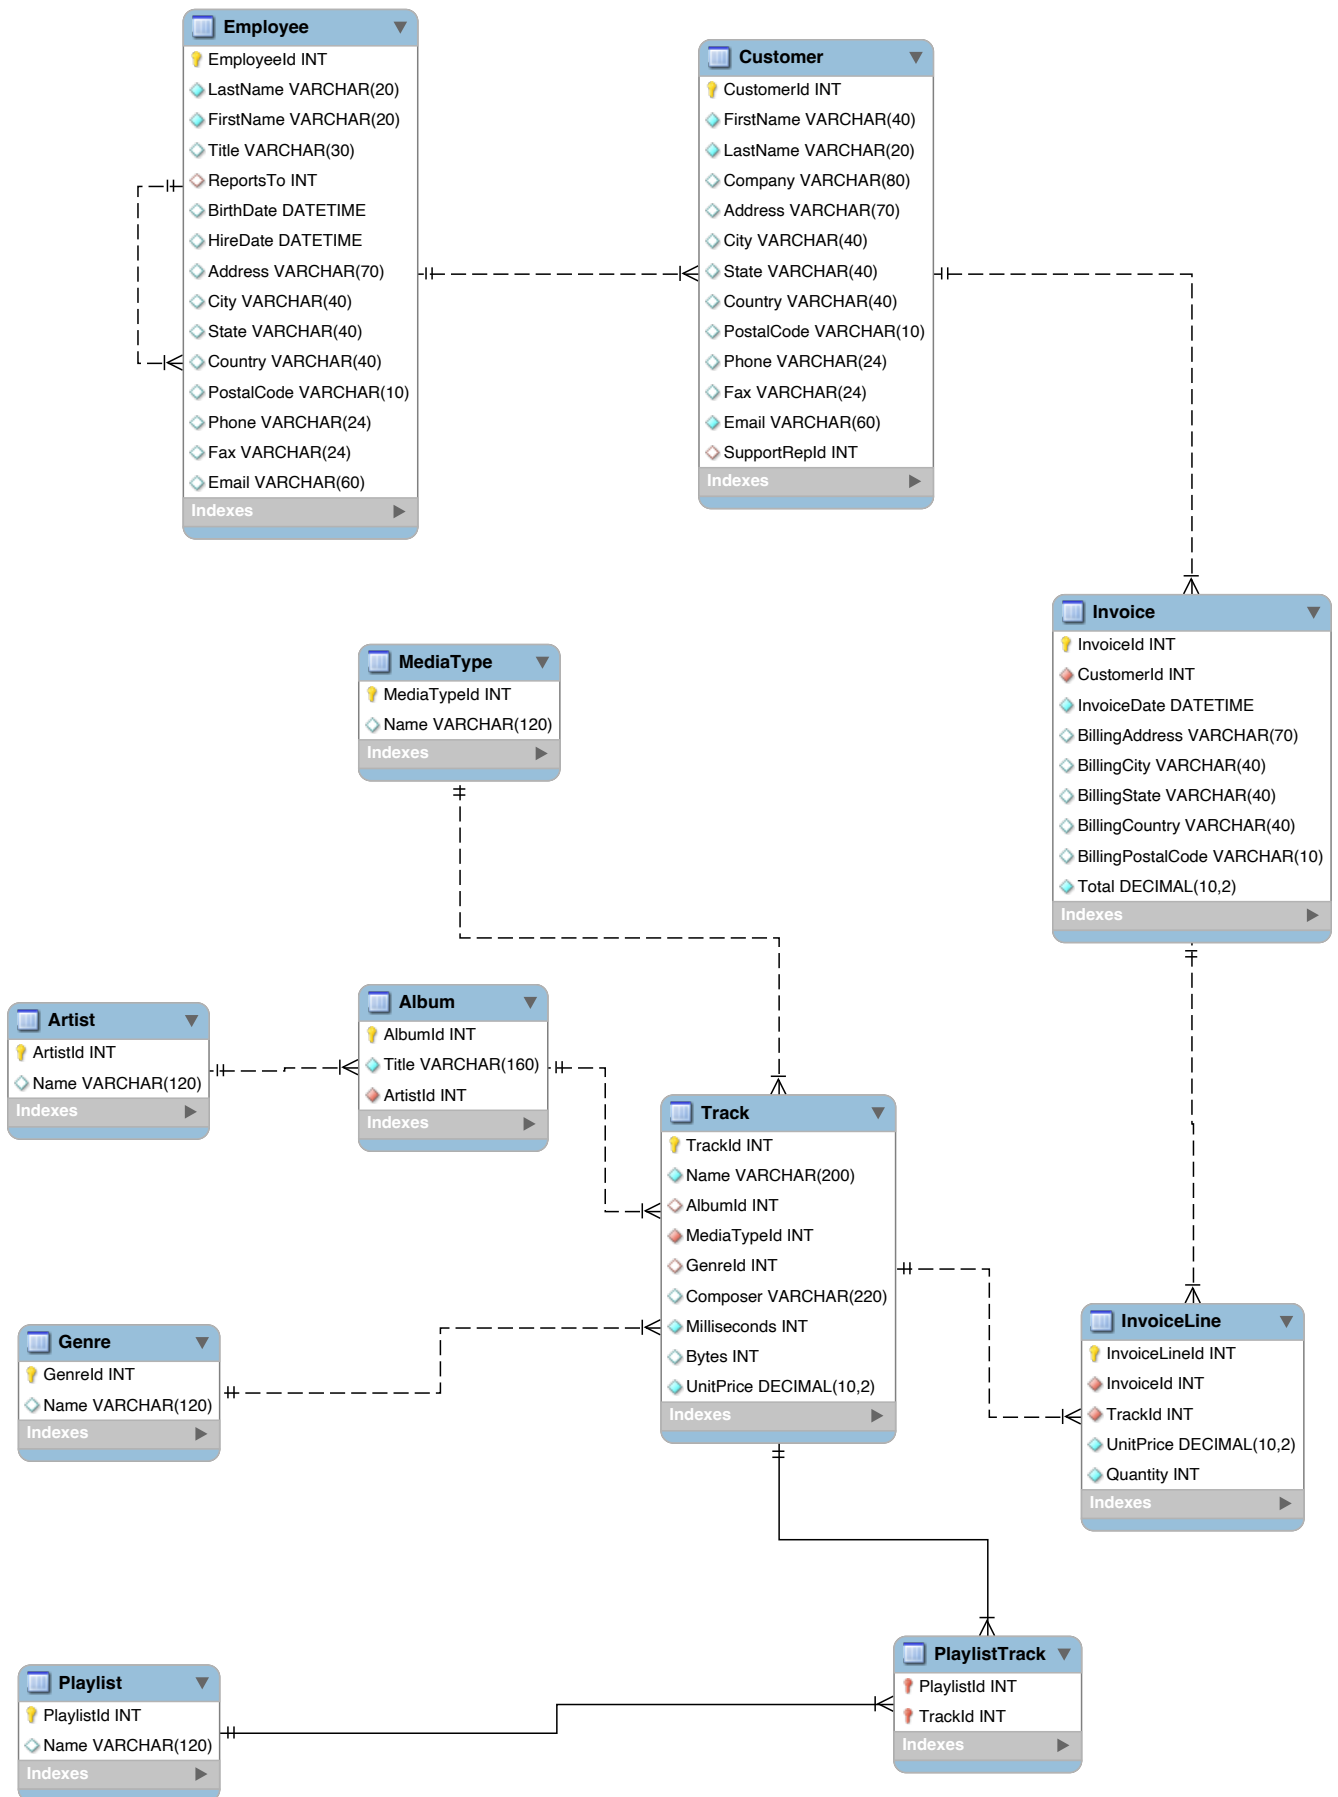 Employee
EmployeeId INT
LastName VARCHAR(20)
FirstName VARCHAR(20)
Title VARCHAR(30)
ReportsTo INT
BirthDate DATETIME
HireDate DATETIME
Address VARCHAR(70)
City VARCHAR(40)
State VARCHAR(40)
Country VARCHAR(40)
PostalCode VARCHAR(10)
Phone VARCHAR(24)
Fax VARCHAR(24)
Email VARCHAR(60)
Indexes
Customer
CustomerId INT
FirstName VARCHAR(40)
LastName VARCHAR(20)
Company VARCHAR(80)
Address VARCHAR(70)
City VARCHAR(40)
State VARCHAR(40)
Country VARCHAR(40)
PostalCode VARCHAR(10)
Phone VARCHAR(24)
Fax VARCHAR(24)
Email VARCHAR(60)
SupportRepId INT
Indexes
Invoice
InvoiceId INT
CustomerId INT
InvoiceDate DATETIME
BillingAddress VARCHAR(70)
BillingCity VARCHAR(40)
BillingState VARCHAR(40)
BillingCountry VARCHAR(40)
BillingPostalCode VARCHAR(10)
Total DECIMAL(10,2)
Indexes
MediaType
MediaTypeId INT
Name VARCHAR(120)
Indexes
Artist
ArtistId INT
Name VARCHAR(120)
Indexes
Album
AlbumId INT
Title VARCHAR(160)
ArtistId INT
Indexes
Track
TrackId INT
Name VARCHAR(200)
AlbumId INT
MediaTypeId INT
GenreId INT
Composer VARCHAR(220)
Milliseconds INT
Bytes INT
UnitPrice DECIMAL(10,2)
Indexes
Genre
GenreId INT
Name VARCHAR(120)
Indexes
InvoiceLine
InvoiceLineId INT
InvoiceId INT
TrackId INT
UnitPrice DECIMAL(10,2)
Quantity INT
Indexes
Playlist
PlaylistId INT
Name VARCHAR(120)
Indexes
PlaylistTrack
PlaylistId INT
TrackId INT
Indexes